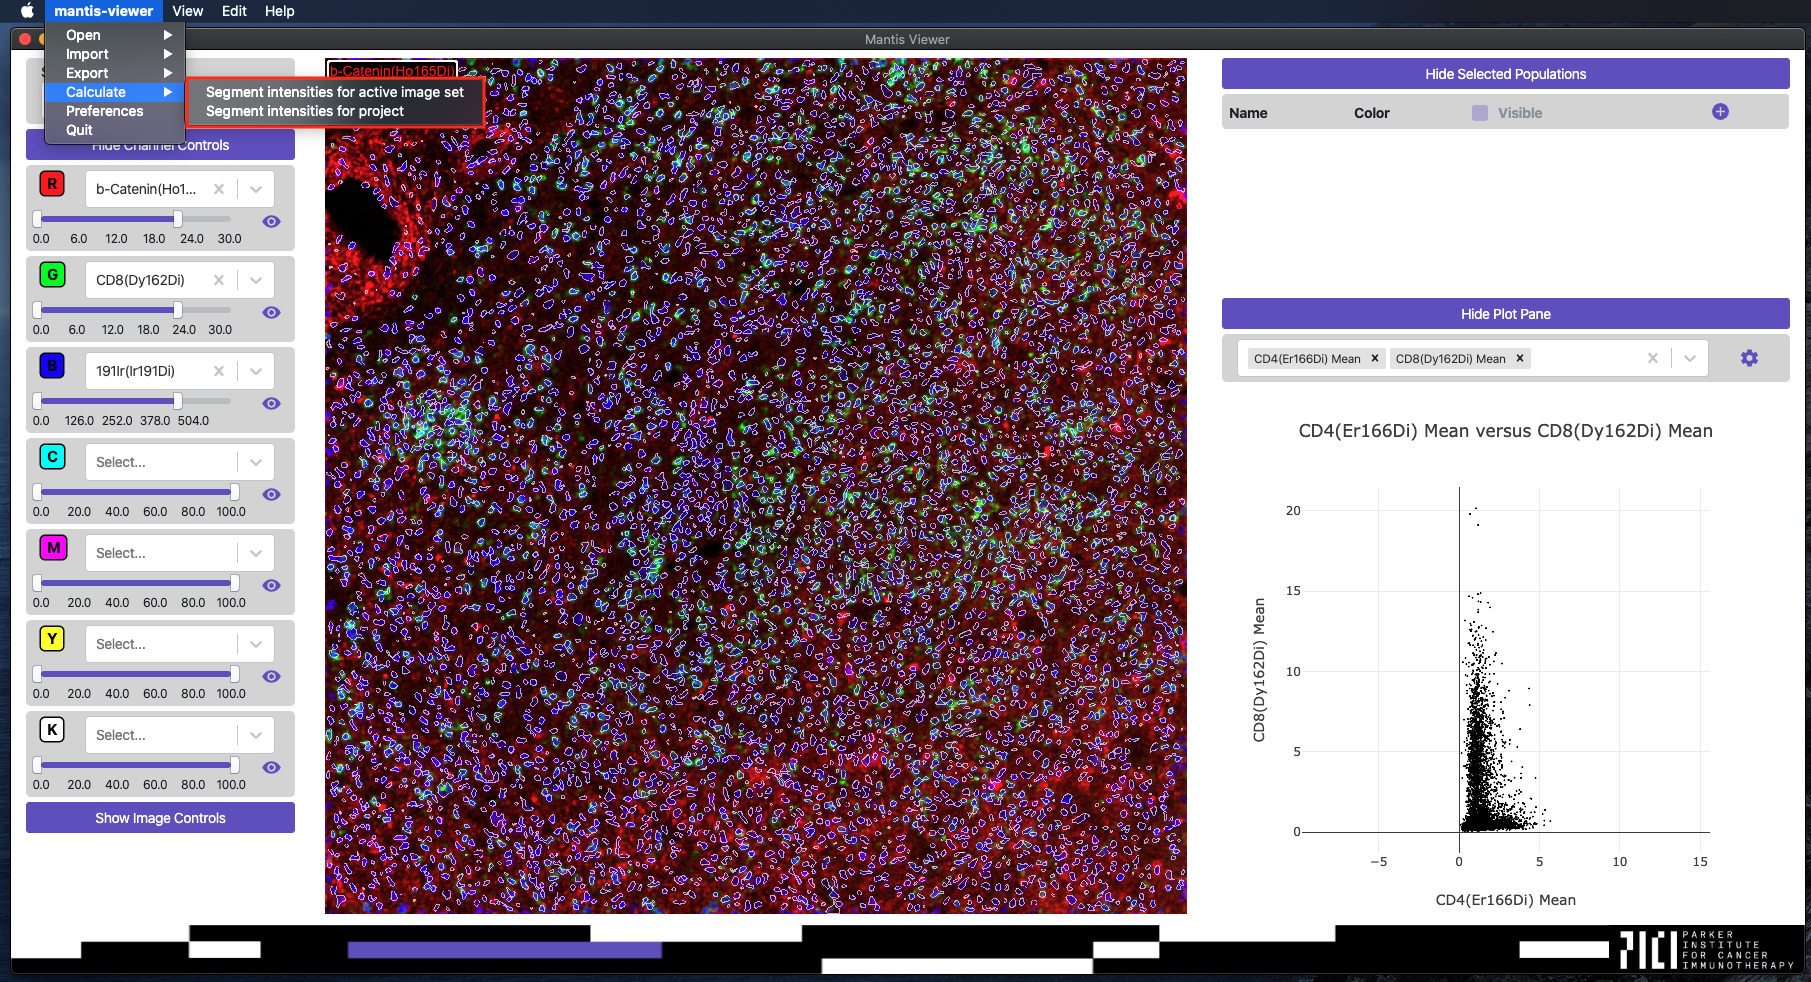 mantis-viewer View Edit Help
Mantis Viewer
Open
Import
Export
Calculate
Preferences
Quit
Segment intensities for active image set
Segment intensities for project
Hide Channel Controls
R b-Catenin(Ho1...
0.0 6.0 12.0 18.0 24.0 30.0
G CD8(Dy162Di)
0.0 6.0 12.0 18.0 24.0 30.0
B 191Ir(Ir191Di)
0.0 126.0 252.0 378.0 504.0
C Select...
0.0 20.0 40.0 60.0 80.0 100.0
M Select...
0.0 20.0 40.0 60.0 80.0 100.0
Y Select...
0.0 20.0 40.0 60.0 80.0 100.0
K Select...
0.0 20.0 40.0 60.0 80.0 100.0
Show Image Controls
b-Catenin(Ho165Di)
Hide Selected Populations
Name Color Visible
Hide Plot Pane
CD4(Er166Di) Mean CD8(Dy162Di) Mean
CD4(Er166Di) Mean versus CD8(Dy162Di) Mean
20
15
10
5
0
CD8(Dy162Di) Mean
−5 0 5 10 15
CD4(Er166Di) Mean
PICI
PARKER
INSTITUTE
FOR CANCER
IMMUNOTHERAPY